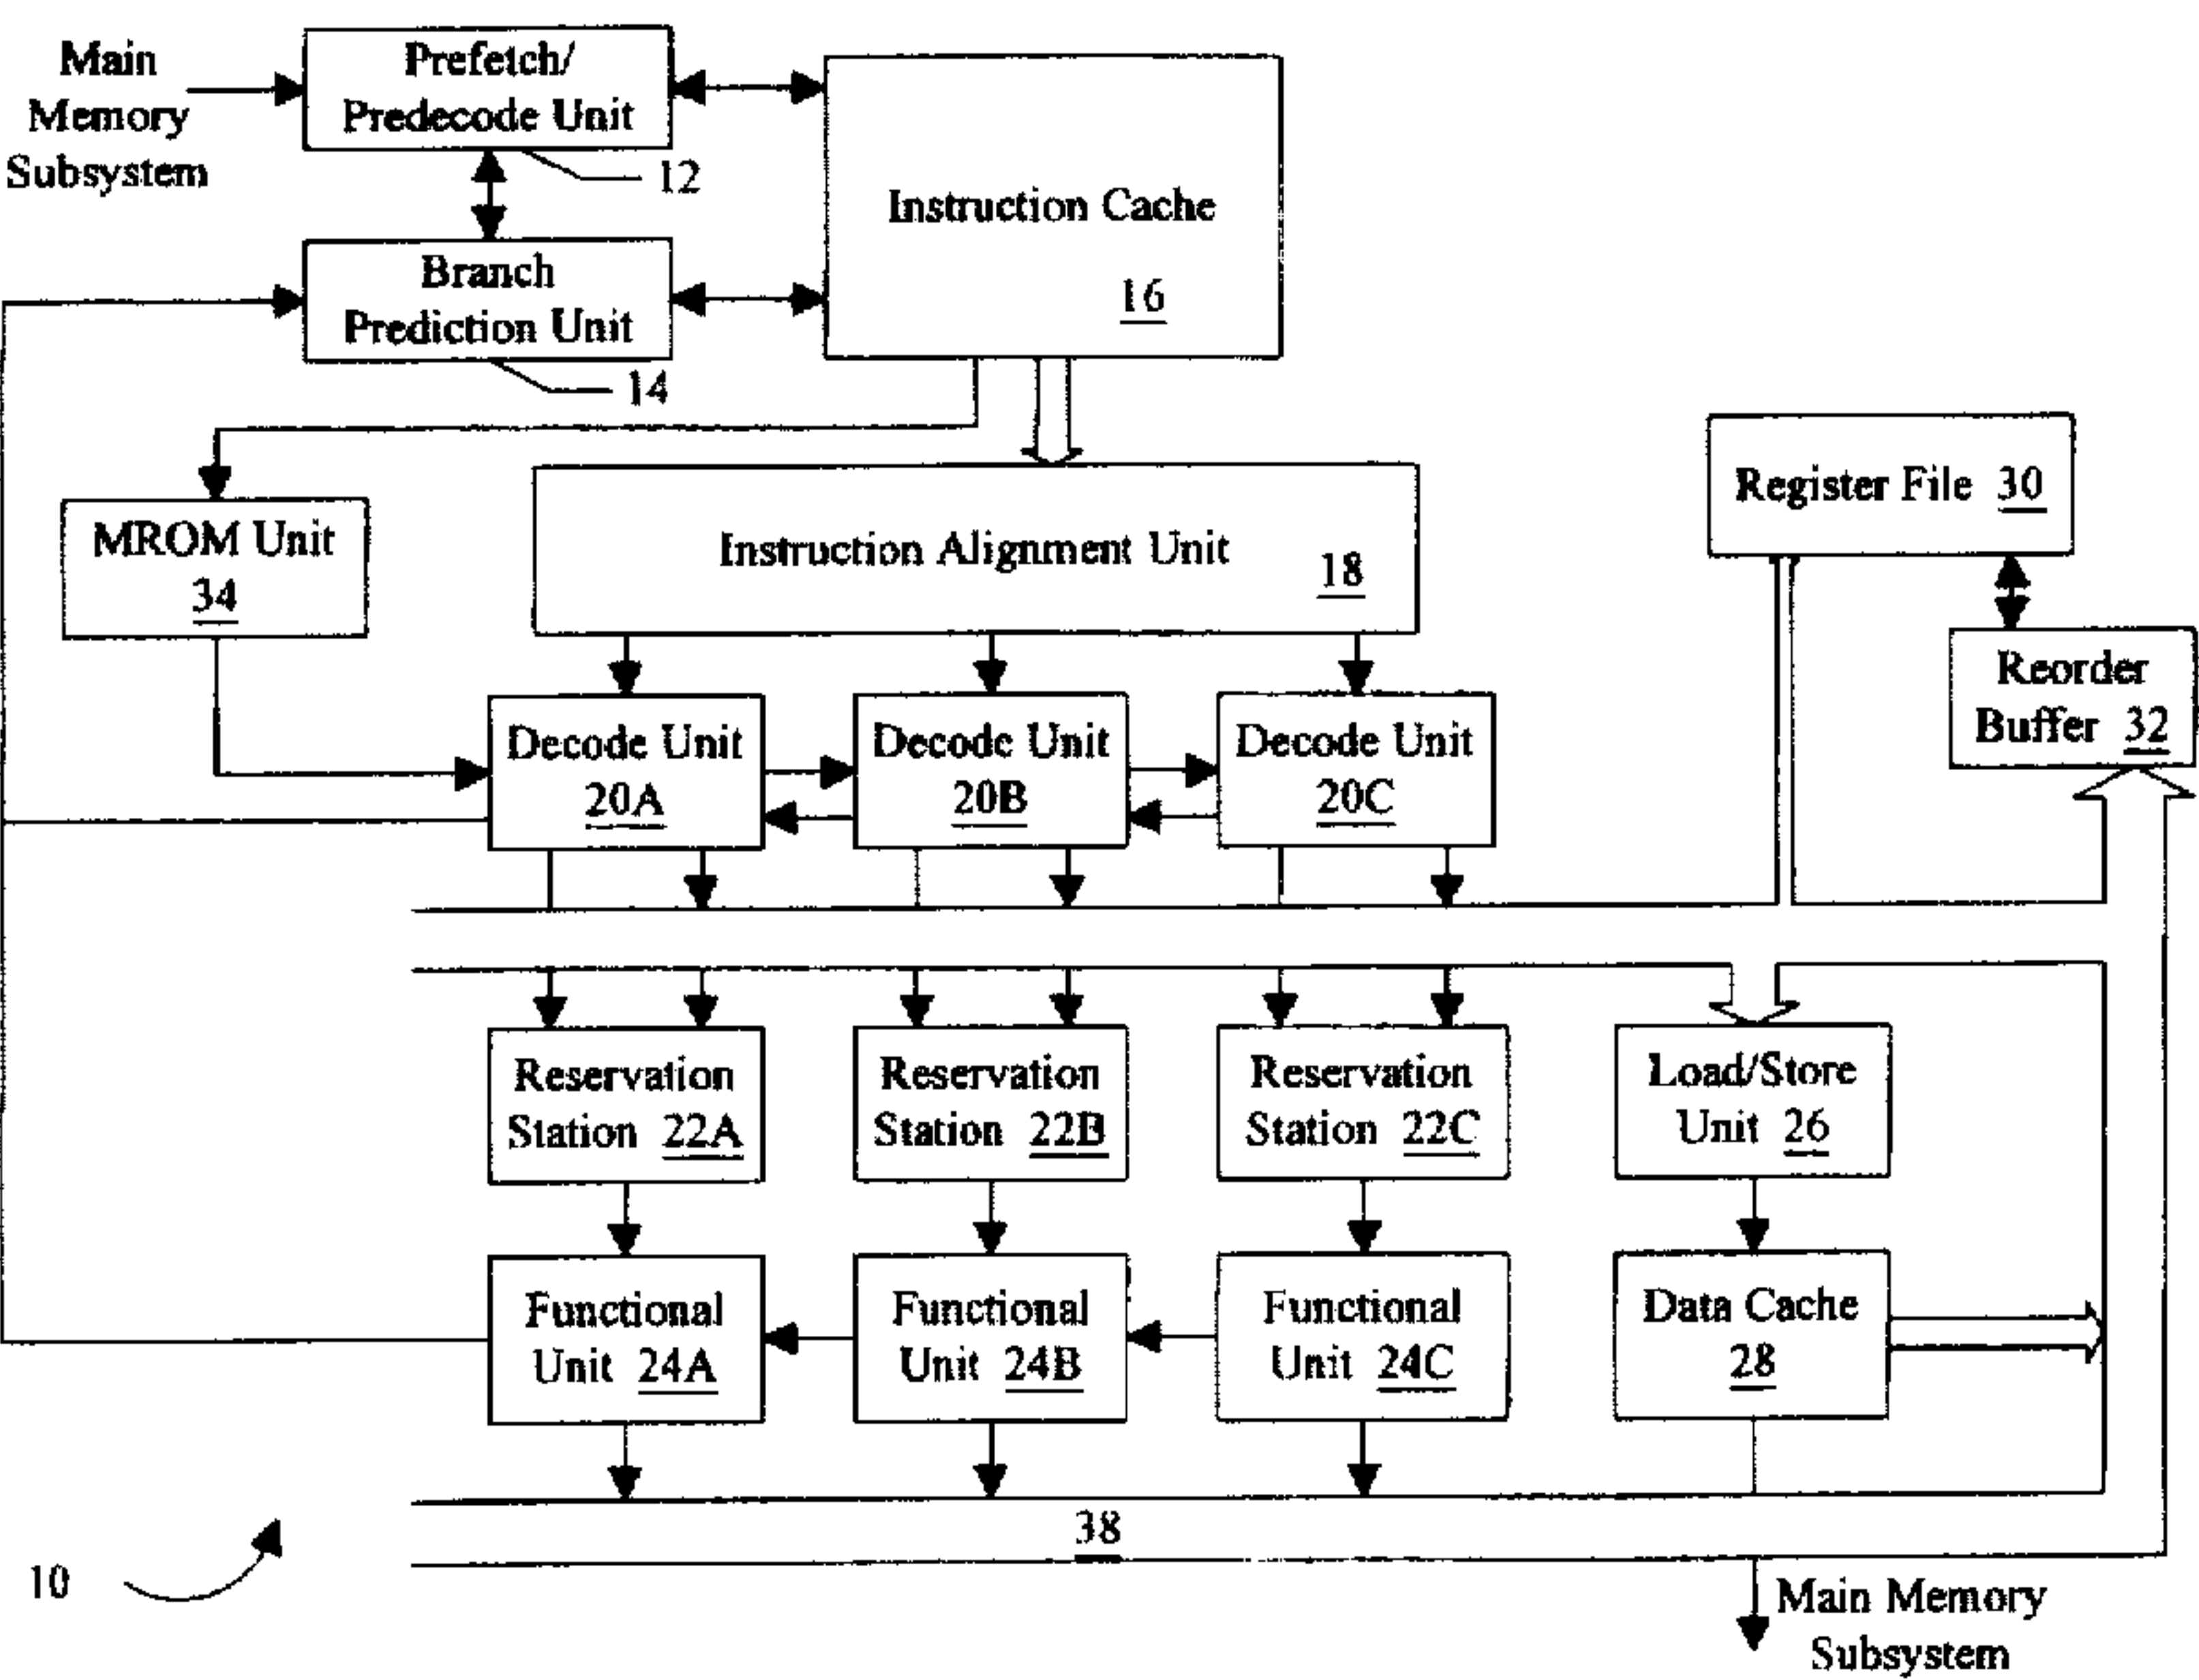 Main
Memory
Subsystem
Prefetch/
Predecode Unit
12
Branch
Prediction Unit
14
Instruction Cache
16
MROM Unit
34
Instruction Alignment Unit
18
Register File 30
Reorder
Buffer 32
Decode Unit
20A
Decode Unit
20B
Decode Unit
20C
Reservation
Station 22A
Reservation
Station 22B
Reservation
Station 22C
Load/Store
Unit 26
Functional
Unit 24A
Functional
Unit 24B
Functional
Unit 24C
Data Cache
28
38
10
Main Memory
Subsystem